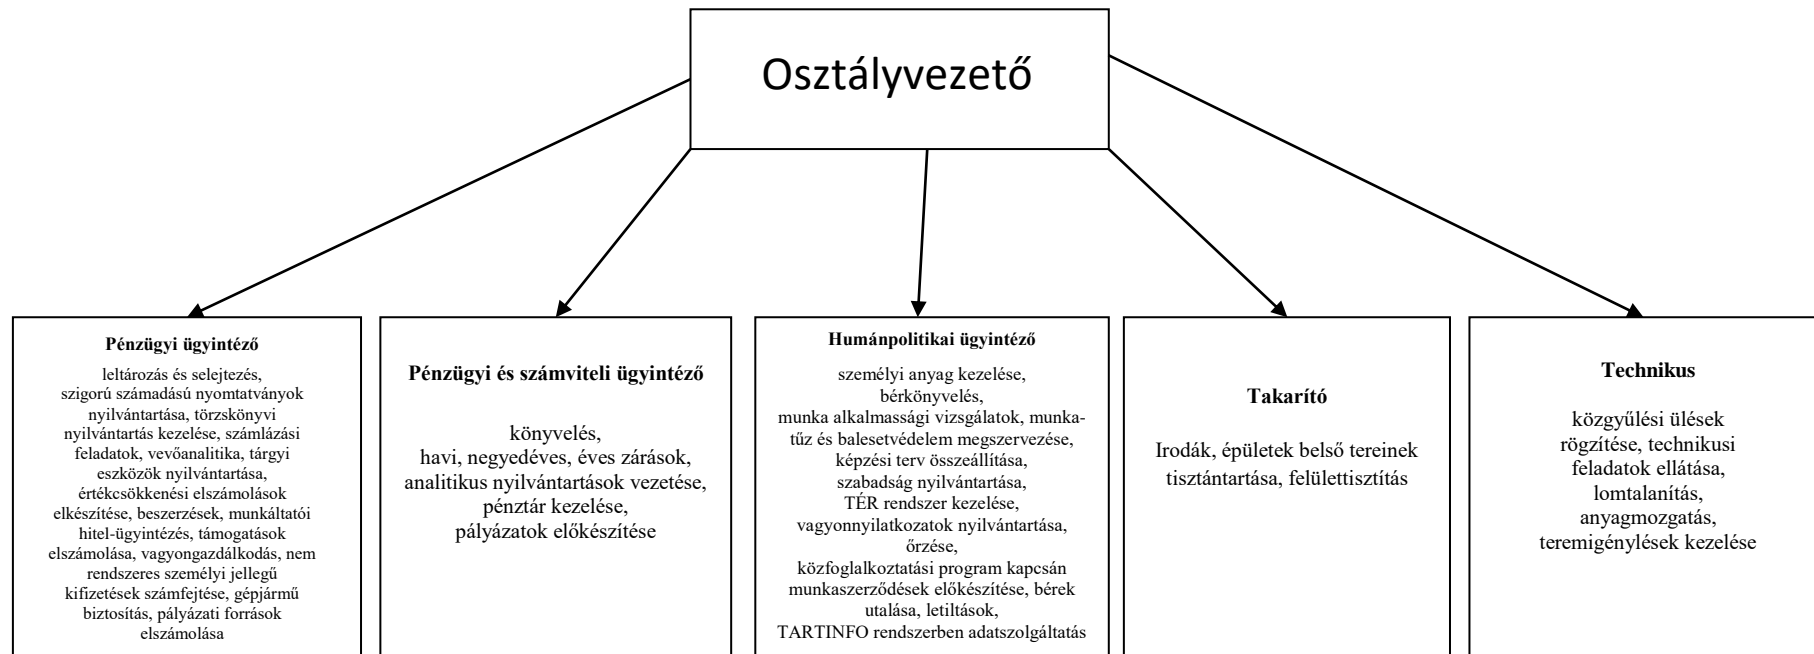 Osztályvezető
Pénzügyi ügyintéző
leltározás és selejtezés,
szigorú számadású nyomtatványok
nyilvántartása, törzskönyvi
nyilvántartás kezelése, számlázási
feladatok, vevőanalitika, tárgyi
eszközök nyilvántartása,
értékcsökkenési elszámolások
elkészítése, beszerzések, munkáltatói
hitel-ügyintézés, támogatások
elszámolása, vagyongazdálkodás, nem
rendszeres személyi jellegű
kifizetések számfejtése, gépjármű
biztosítás, pályázati források
elszámolása
Pénzügyi és számviteli ügyintéző
könyvelés,
havi, negyedéves, éves zárások,
analitikus nyilvántartások vezetése,
pénztár kezelése,
pályázatok előkészítése
Humánpolitikai ügyintéző
személyi anyag kezelése,
bérkönyvelés,
munka alkalmassági vizsgálatok, munka-
tűz és balesetvédelem megszervezése,
képzési terv összeállítása,
szabadság nyilvántartása,
TÉR rendszer kezelése,
vagyonnyilatkozatok nyilvántartása,
őrzése,
közfoglalkoztatási program kapcsán
munkaszerződések előkészítése, bérek
utalása, letiltások,
TARTINFO rendszerben adatszolgáltatás
Takarító
Irodák, épületek belső tereinek
tisztántartása, felülettisztítás
Technikus
közgyűlési ülések
rögzítése, technikusi
feladatok ellátása,
lomtalanítás,
anyagmozgatás,
teremigénylések kezelése